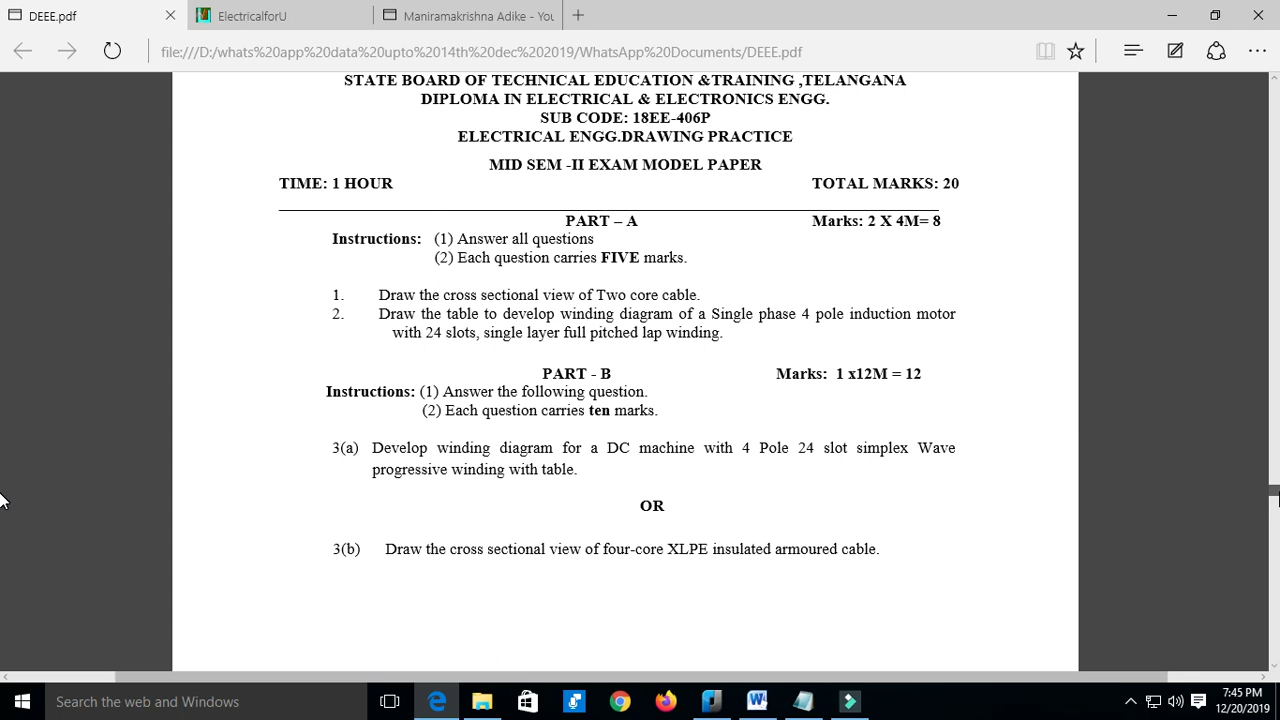 DEEE.pdf
ElectricalforU
Maniramakrishna Adike - You
file:///D:/whats%20app%20data%20upto%2014th%20dec%202019/WhatsApp%20Documents/DEEE.pdf
STATE BOARD OF TECHNICAL EDUCATION &TRAINING ,TELANGANA
DIPLOMA IN ELECTRICAL & ELECTRONICS ENGG.
SUB CODE: 18EE-406P
ELECTRICAL ENGG.DRAWING PRACTICE
MID SEM -II EXAM MODEL PAPER
TIME: 1 HOUR TOTAL MARKS: 20
PART – A Marks: 2 X 4M= 8
Instructions: (1) Answer all questions
(2) Each question carries FIVE marks.
1. Draw the cross sectional view of Two core cable.
2. Draw the table to develop winding diagram of a Single phase 4 pole induction motor
with 24 slots, single layer full pitched lap winding.
PART - B Marks: 1 x12M = 12
Instructions: (1) Answer the following question.
(2) Each question carries ten marks.
3(a) Develop winding diagram for a DC machine with 4 Pole 24 slot simplex Wave
progressive winding with table.
OR
3(b) Draw the cross sectional view of four-core XLPE insulated armoured cable.
Search the web and Windows
7:45 PM
12/20/2019